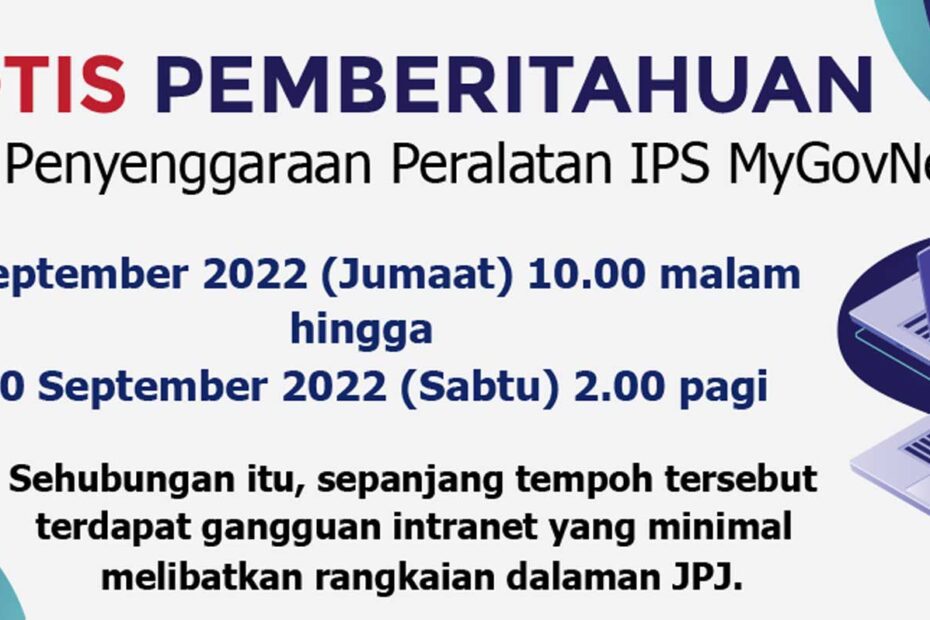 OTIS PEMBERITAHUAN
Penyenggaraan Peralatan IPS MyGovNe
eptember 2022 (Jumaat) 10.00 malam
hingga
0 September 2022 (Sabtu) 2.00 pagi
Sehubungan itu, sepanjang tempoh tersebut
terdapat gangguan intranet yang minimal
melibatkan rangkaian dalaman JPJ.